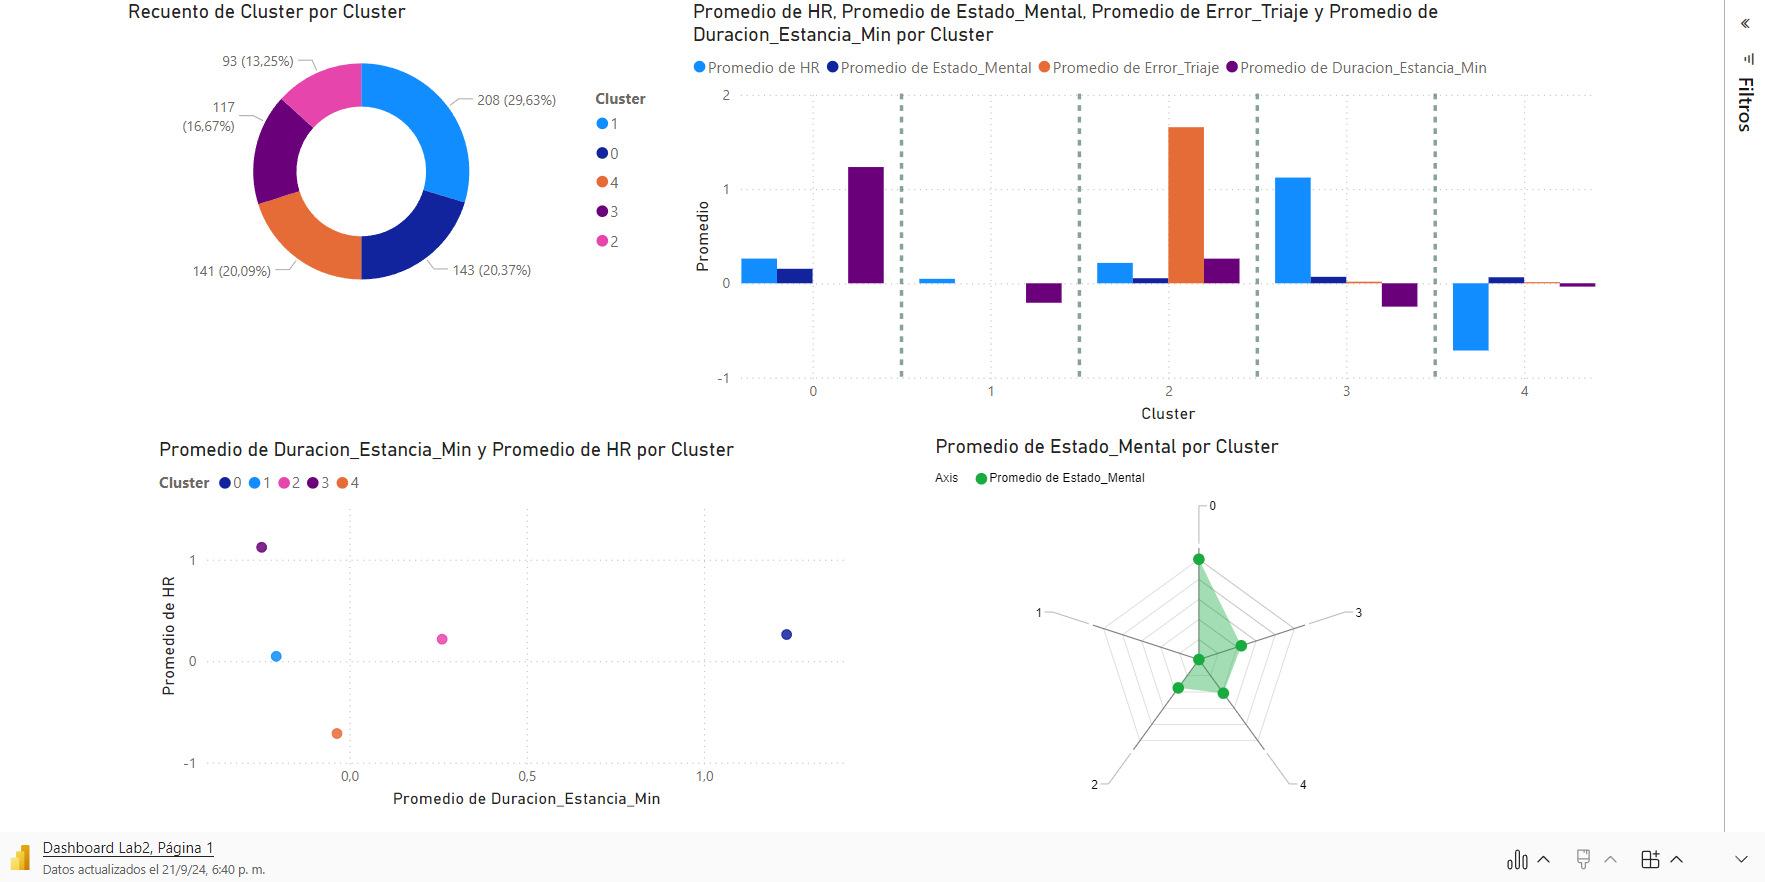 Recuento de Cluster por Cluster
93 (13,25%)
117
(16,67%)
208 (29,63%)
141 (20,09%)
143 (20,37%)
Cluster
1
0
4
3
2
Promedio de HR, Promedio de Estado_Mental, Promedio de Error_Triaje y Promedio de
Duracion_Estancia_Min por Cluster
Promedio de HR Promedio de Estado_Mental Promedio de Error_Triaje Promedio de Duracion_Estancia_Min
2
1
0
-1
Promedio
0 1 2 3 4
Cluster
Filtros
Promedio de Duracion_Estancia_Min y Promedio de HR por Cluster
Cluster 0 1 2 3 4
1
0
-1
Promedio de HR
0,0 0,5 1,0
Promedio de Duracion_Estancia_Min
Promedio de Estado_Mental por Cluster
Axis Promedio de Estado_Mental
0
1
3
2
4
Dashboard Lab2, Página 1
Datos actualizados el 21/9/24, 6:40 p. m.